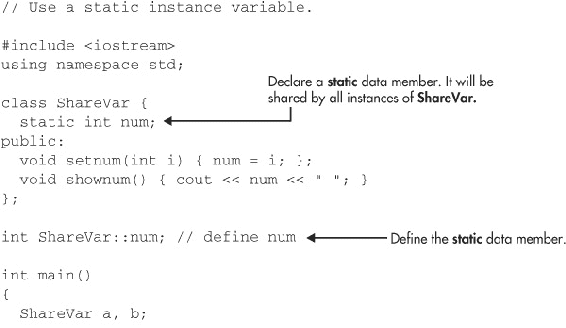 // Use a static instance variable.
#include <iostream>
using namespace std;
Declare a static data member. It will be
shared by all instances of ShareVar.
class ShareVar {
static int num;
public:
void setnum(int i) { num = i; };
void shownum() { cout << num << " "; }
};
int ShareVar::num; // define num
Define the static data member.
int main()
{
ShareVar a, b;